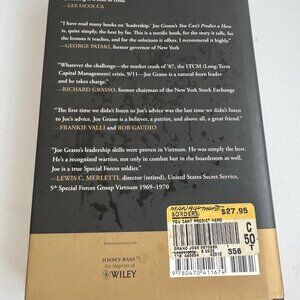 —LEE IACOCCA
"I have read many books on 'leadership.' Joe Grano's You Can't Predict a Hero
is, quite simply, the best by far. This is a terrific book, for the story it tells, for
the lessons it teaches, and for the solutions it offers. I recommend it highly."
—GEORGE PATAKI, former governor of New York
"Whatever the challenge—the market crash of '87, the LTCM (Long-Term
Capital Management) crisis, 9/11—Joe Grano is a natural-born leader
and he takes charge."
—RICHARD GRASSO, former chairman of the New York Stock Exchange
"The first time we didn't listen to Joe's advice was the last time we didn't listen
to Joe's advice. Joe Grano is a believer, a patriot, and above all, a great friend."
—FRANKIE VALLI and BOB GAUDIO
"Joe Grano's leadership skills were proven in Vietnam. He was simply the best.
He's a recognized warrior, not only in combat but in the boardroom as well.
Joe is a true Special Forces soldier."
—LEWIS C. MERLETTI, director (retired), United States Secret Service,
5th Special Forces Group Vietnam 1969–1970
JOSSEY-BASS
An Imprint of
WILEY
BORDERS.
$27.95
YOU CANT PREDICT HERO
GRANO JOSE
C
50
356
9780470411674